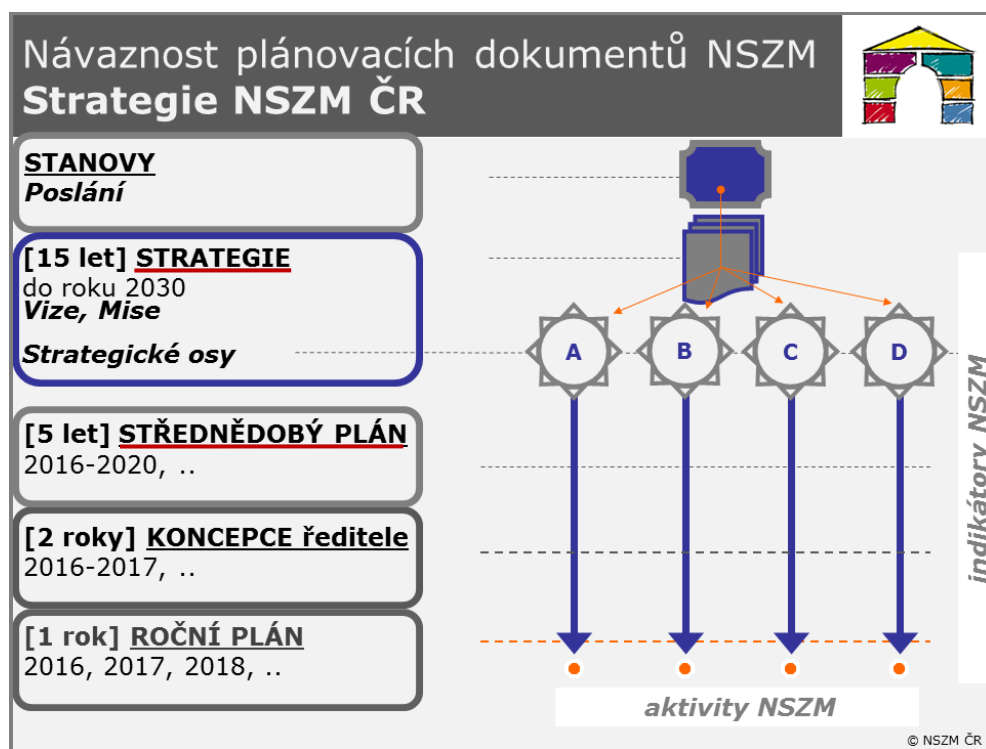 Návaznost plánovacích dokumentů NSZM
Strategie NSZM ČR
STANOVY
Poslání
[15 let] STRATEGIE
do roku 2030
Vize, Mise
Strategické osy
A
B
C
D
[5 let] STŘEDNĚDOBÝ PLÁN
2016-2020, ..
[2 roky] KONCEPCE ředitele
2016-2017, ..
[1 rok] ROČNÍ PLÁN
2016, 2017, 2018, ..
indikátory NSZM
aktivity NSZM
© NSZM ČR